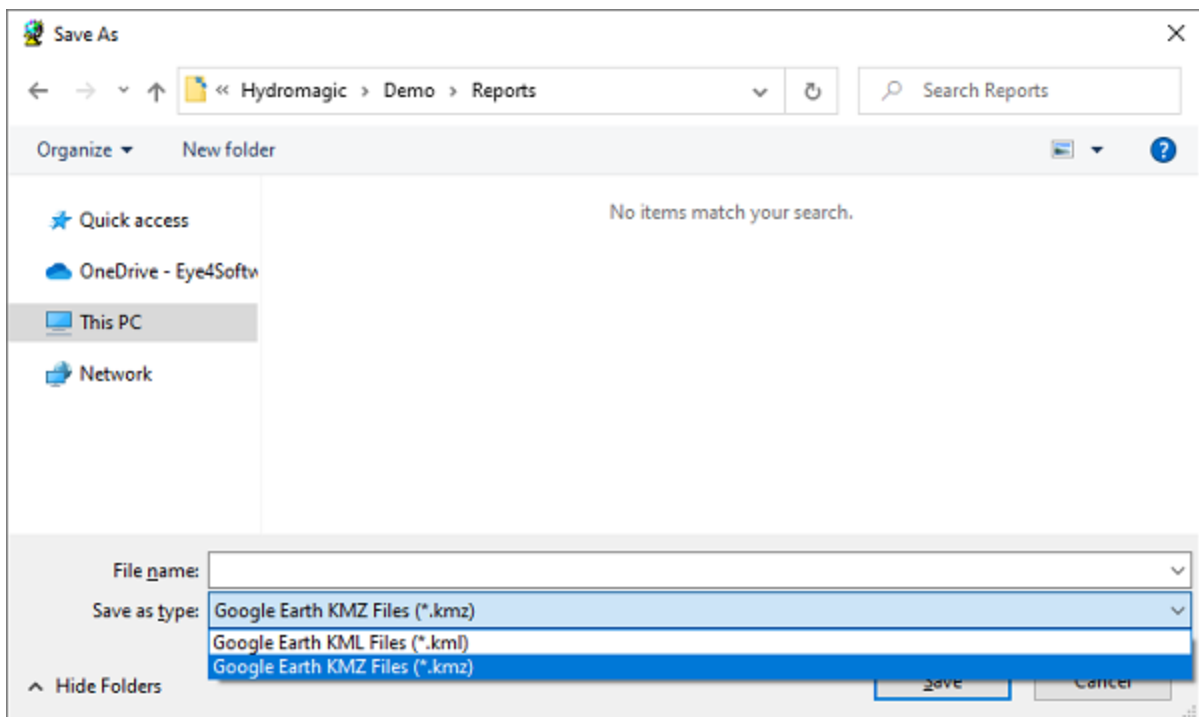 Save As
« Hydromagic › Demo › Reports
Search Reports
Organize
New folder
?
Quick access
No items match your search.
OneDrive - Eye4Softw
This PC
Network
File name:
Save as type: Google Earth KMZ Files (*.kmz)
Google Earth KML Files (*.kml)
Google Earth KMZ Files (*.kmz)
Hide Folders
Save
Cancel